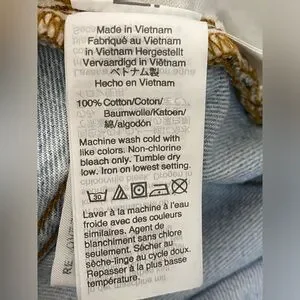 Made in Vietnam
Fabriqué au Vietnam
in Vietnam Hergestellt
Vervaardigd in Vietnam
ベトナム製
Hecho en Vietnam
100% Cotton/Coton/
Baumwolle/Katoen/
綿/algodón
Machine wash cold with
like colors. Non-chlorine
bleach only. Tumble dry
low. Iron on lowest setting.
30
Laver à la machine à l'eau
froide avec des couleurs
similaires. Agent de
blanchiment sans chlore
seulement. Sécher au
sèche-linge au cycle doux.
Repasser à la plus basse
température.